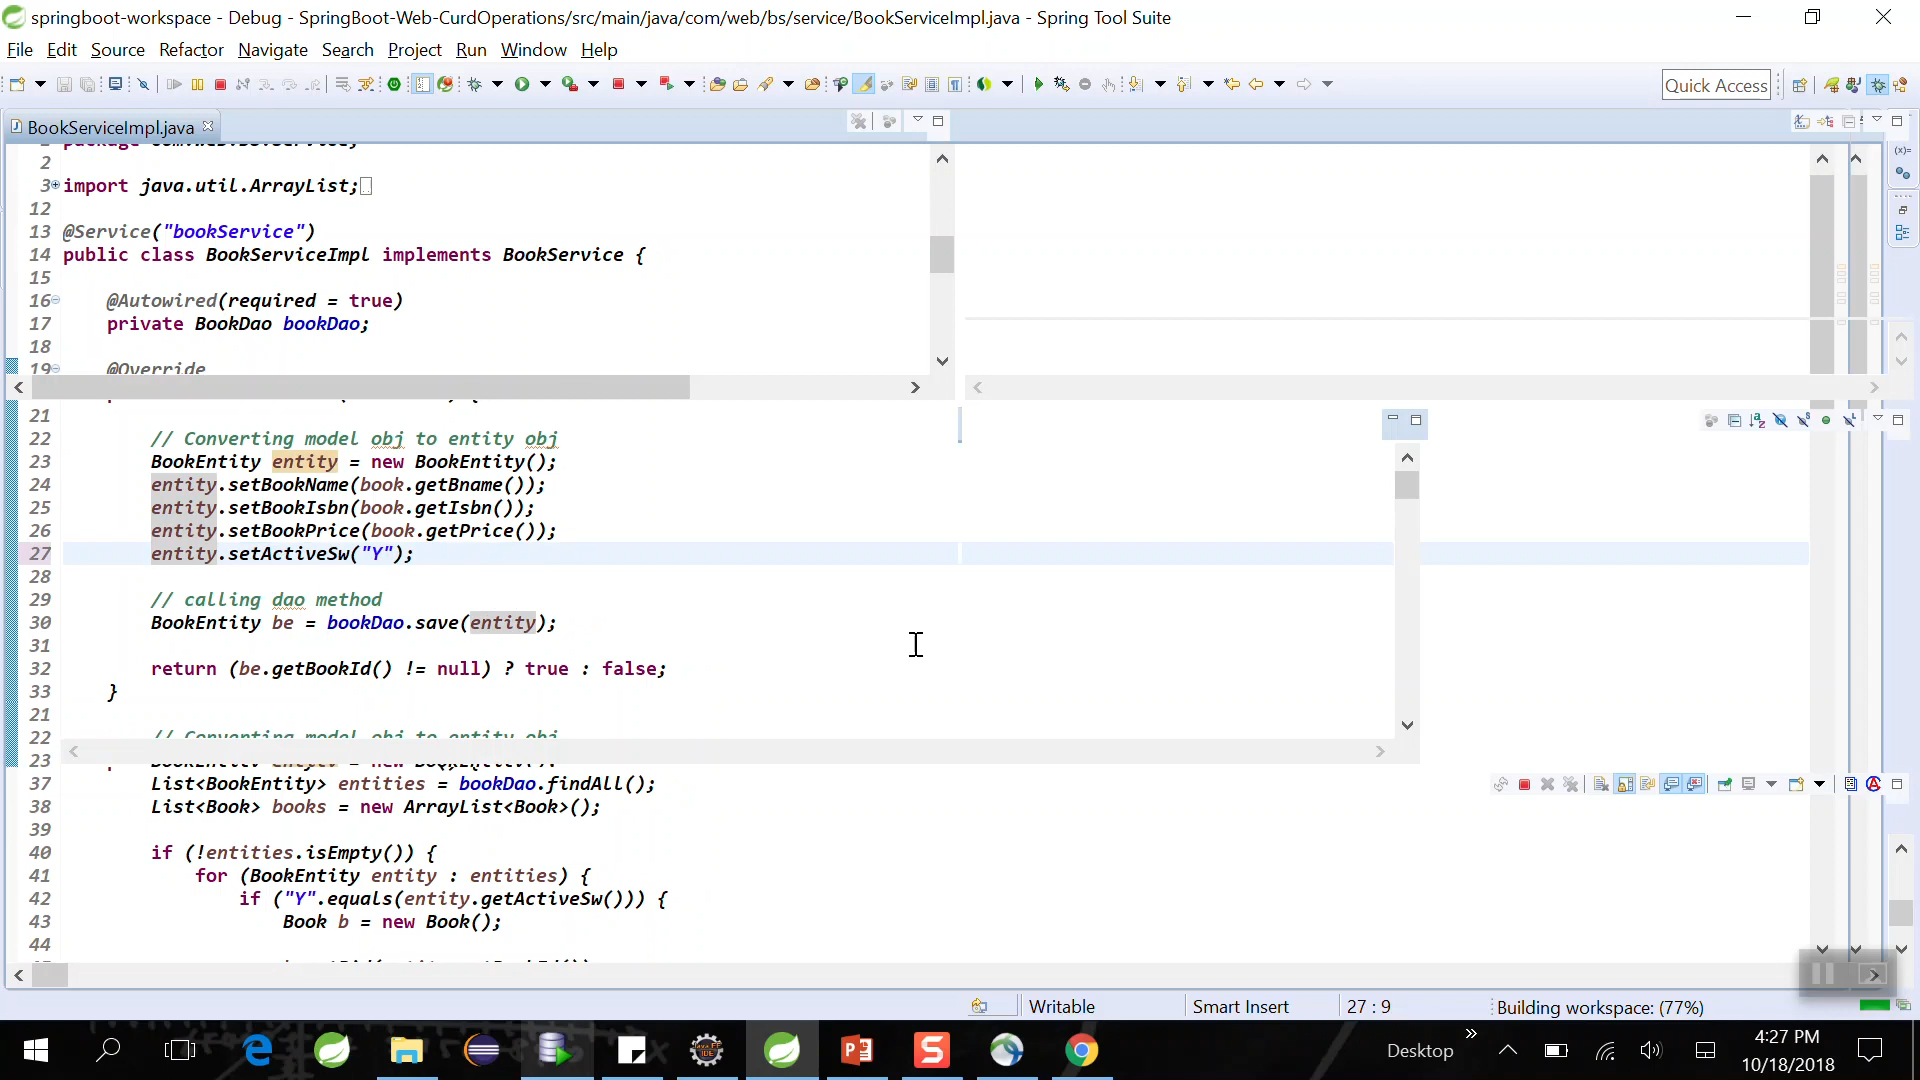 springboot-workspace - Debug - SpringBoot-Web-CurdOperations/src/main/java/com/web/bs/service/BookServiceImpl.java - Spring Tool Suite
File Edit Source Refactor Navigate Search Project Run Window Help
Quick Access
BookServiceImpl.java
2
3 import java.util.ArrayList;
12
13 @Service("bookService")
14 public class BookServiceImpl implements BookService {
15
16 @Autowired(required = true)
17 private BookDao bookDao;
18
19 @Override
21
22 // Converting model obj to entity obj
23 BookEntity entity = new BookEntity();
24 entity.setBookName(book.getBname());
25 entity.setBookIsbn(book.getIsbn());
26 entity.setBookPrice(book.getPrice());
27 entity.setActiveSw("Y");
28
29 // calling dao method
30 BookEntity be = bookDao.save(entity);
31
32 return (be.getBookId() != null) ? true : false;
33 }
21
22 // Converting model obj to entity obj
23
37 List<BookEntity> entities = bookDao.findAll();
38 List<Book> books = new ArrayList<Book>();
39
40 if (!entities.isEmpty()) {
41 for (BookEntity entity : entities) {
42 if ("Y".equals(entity.getActiveSw())) {
43 Book b = new Book();
44
Writable Smart Insert 27 : 9 Building workspace: (77%)
Desktop
4:27 PM
10/18/2018